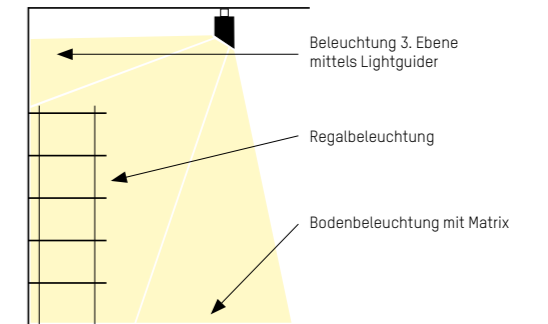 Beleuchtung 3. Ebene
mittels Lightguider
Regalbeleuchtung
Bodenbeleuchtung mit Matrix